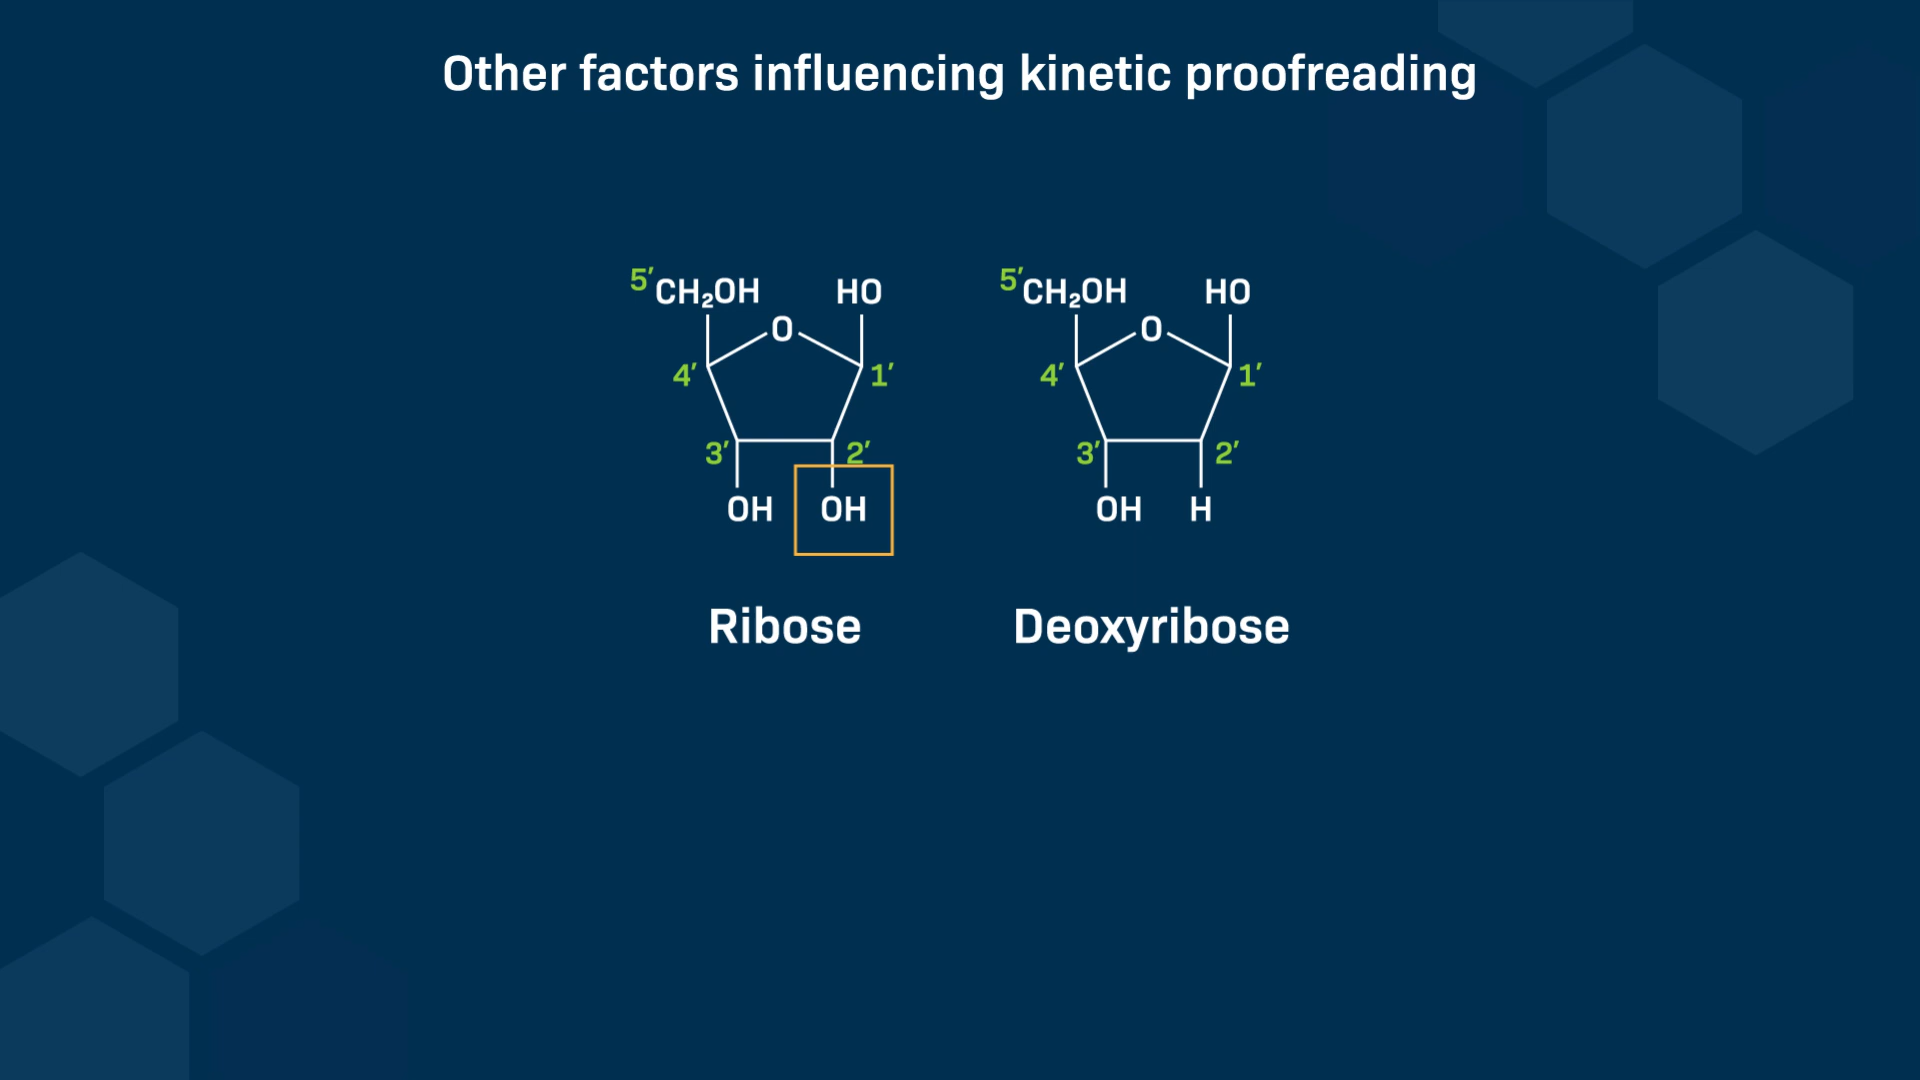 Other factors influencing kinetic proofreading
5′CH₂OH HO
O
4′ 1′
3′ 2′
OH OH
Ribose
5′CH₂OH HO
O
4′ 1′
3′ 2′
OH H
Deoxyribose